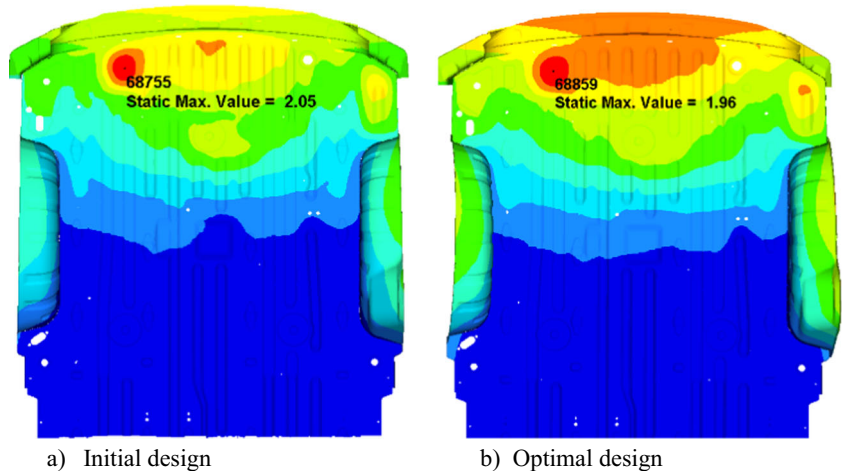 68755
Static Max. Value = 2.05
68859
Static Max. Value = 1.96
a) Initial design
b) Optimal design